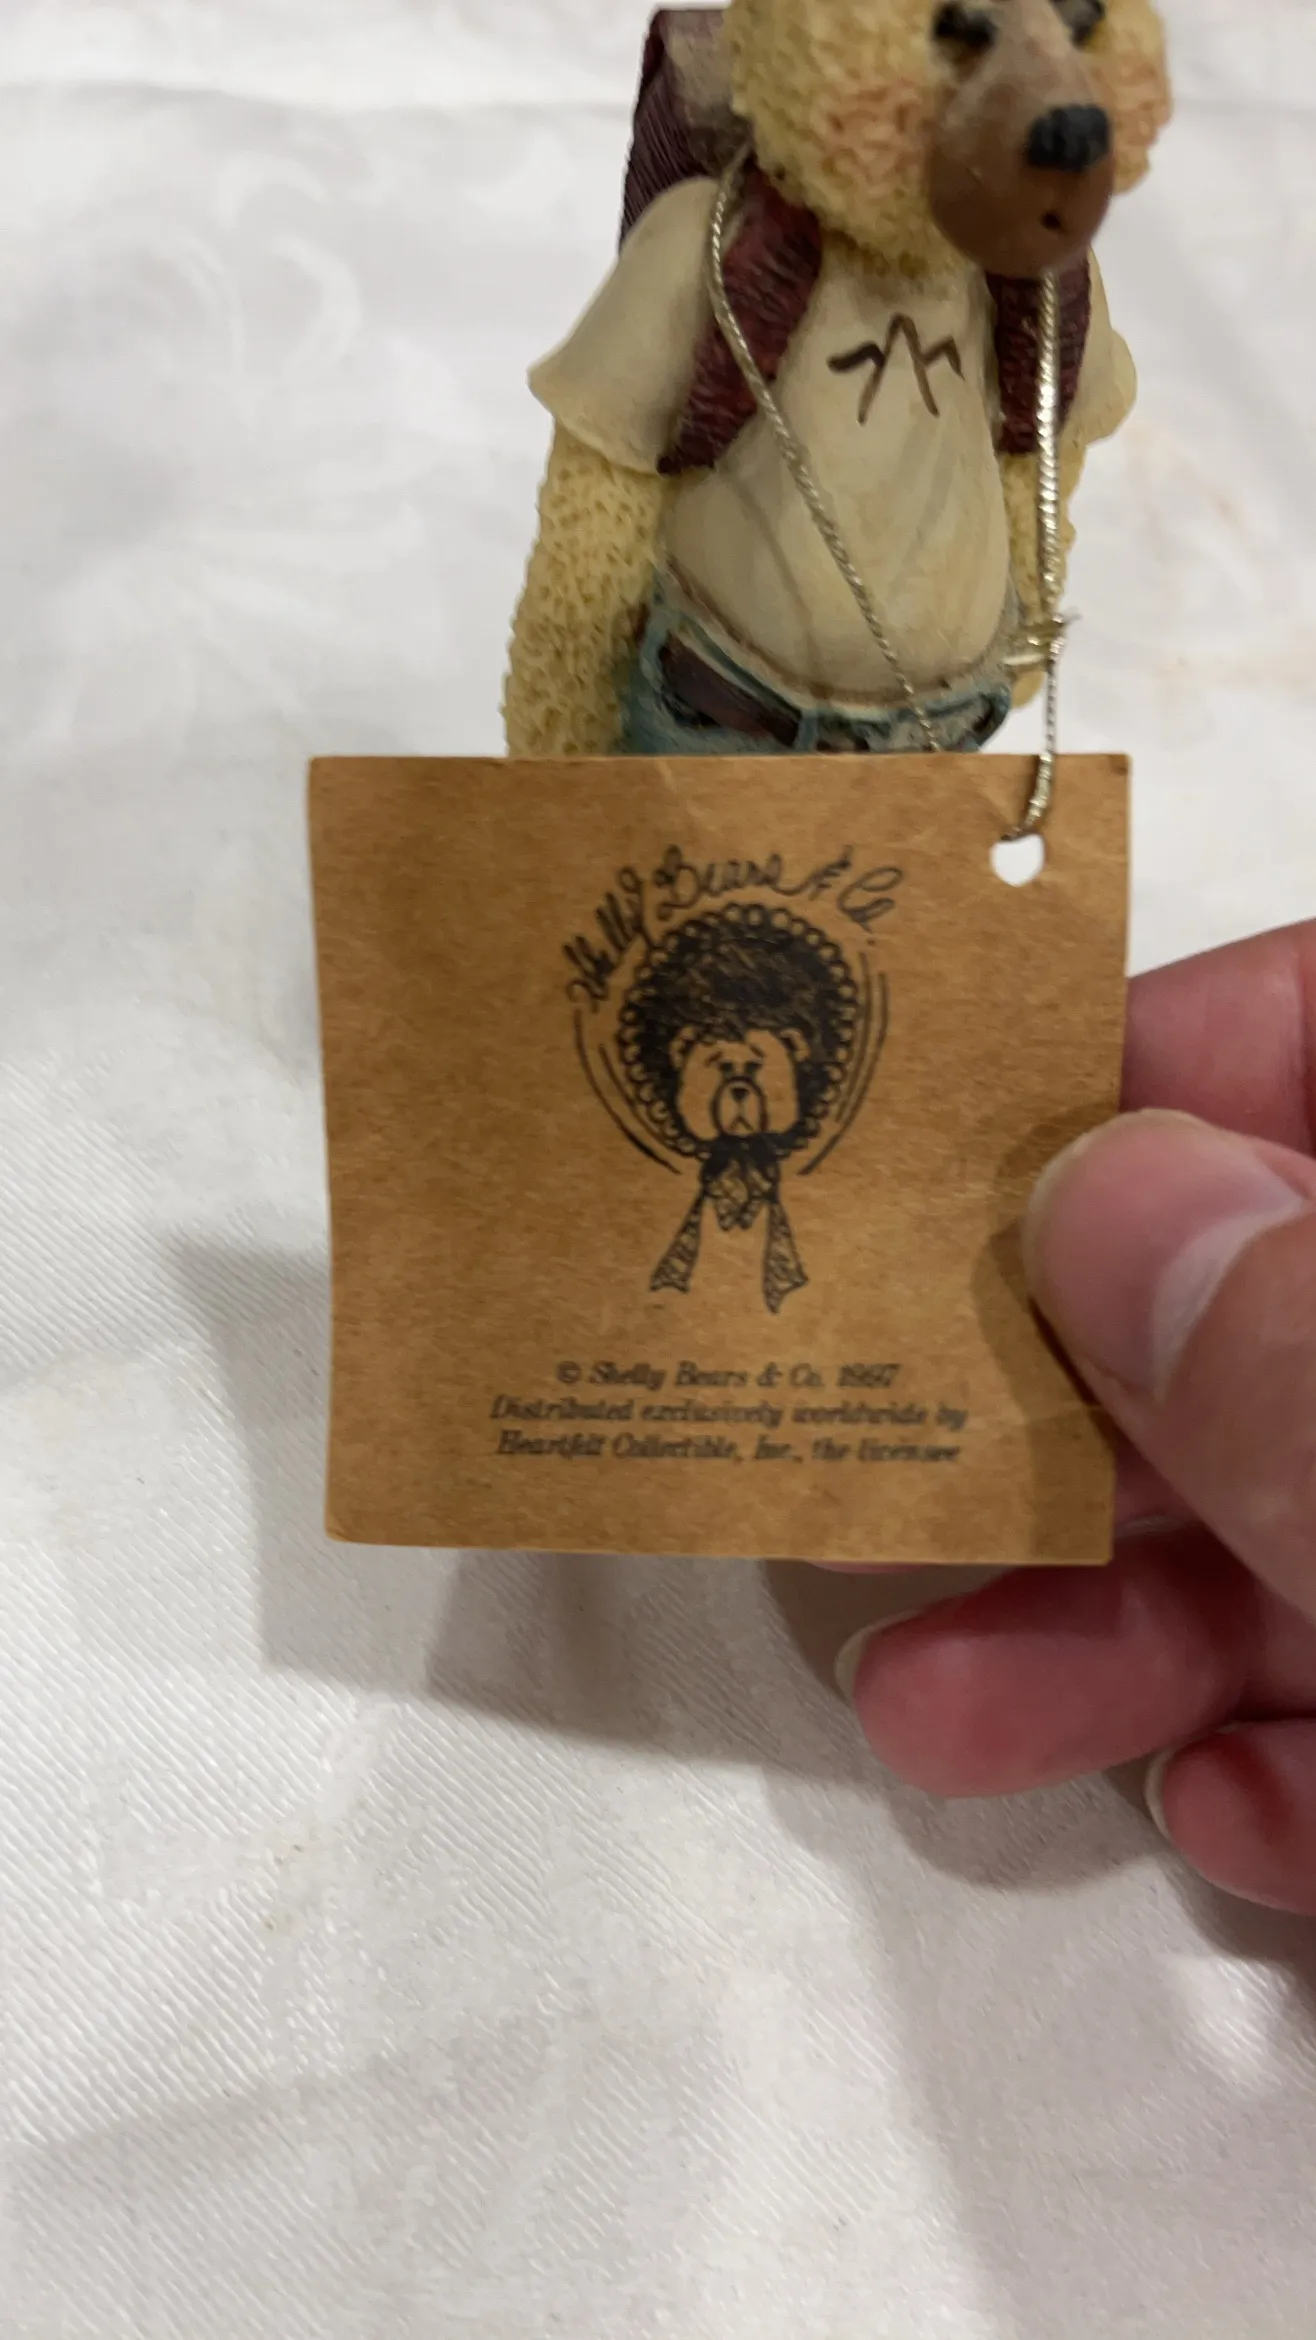 Shelly Bears & Co.
© Shelly Bears & Co. 1997
Distributed exclusively worldwide by
Heartfelt Collectible, Inc., the licensee